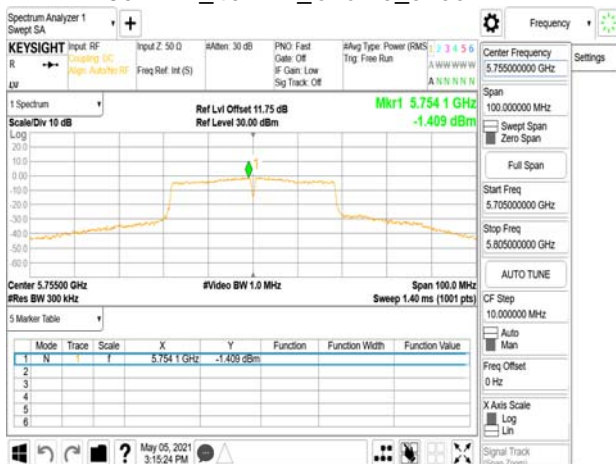 Spectrum Analyzer 1
Swept SA
Frequency
KEYSIGHT
Input: RF
Coupling: DC
Align: Auto/No RF
Input Z: 50 Ω
Freq Ref: Int (S)
#Atten: 30 dB
PNO: Fast
Gate: Off
IF Gain: Low
Sig Track: Off
#Avg Type: Power (RMS
Trig: Free Run
1 2 3 4 5 6
A W W W W W
A N N N N N
R
LV
1 Spectrum
Scale/Div 10 dB
Ref Lvl Offset 11.75 dB
Ref Level 30.00 dBm
Mkr1 5.754 1 GHz
-1.409 dBm
Log
20.0
10.0
0.00
-10.0
-20.0
-30.0
-40.0
-50.0
-60.0
1
Center 5.75500 GHz
#Video BW 1.0 MHz
Span 100.0 MHz
#Res BW 300 kHz
Sweep 1.40 ms (1001 pts)
5 Marker Table
Mode Trace Scale X Y Function Function Width Function Value
1 N 1 f 5.754 1 GHz -1.409 dBm
2
3
4
5
6
May 05, 2021
3:15:24 PM
Center Frequency
5.755000000 GHz
Settings
Span
100.000000 MHz
Swept Span
Zero Span
Full Span
Start Freq
5.705000000 GHz
Stop Freq
5.805000000 GHz
AUTO TUNE
CF Step
10.000000 MHz
Auto
Man
Freq Offset
0 Hz
X Axis Scale
Log
Lin
Signal Track
(Span Zoom)